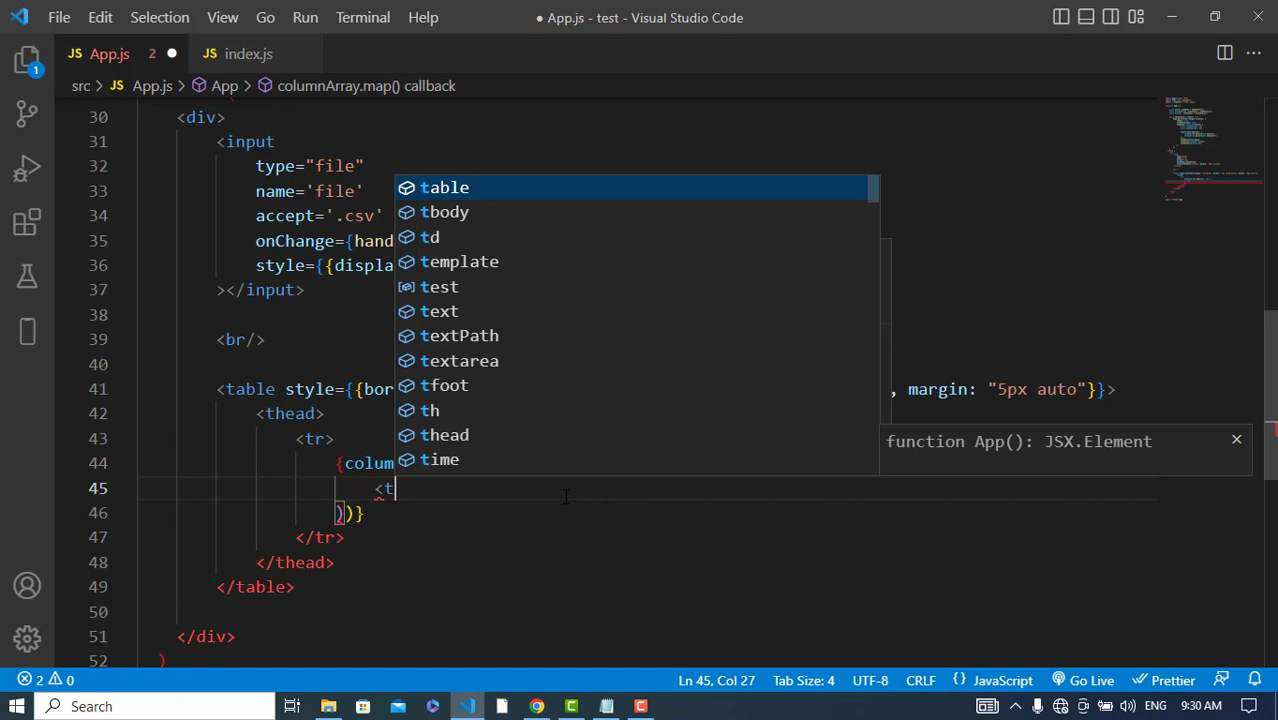 File Edit Selection View Go Run Terminal Help ● App.js - test - Visual Studio Code
JS App.js 2 ● JS index.js
src > JS App.js > App > columnArray.map() callback
30 <div>
31 <input
32 type="file"
33 name='file'
34 accept='.csv'
35 onChange={hand
36 style={{displa
37 ></input>
38
39 <br/>
40
41 <table style={{bor , margin: "5px auto"}}>
42 <thead>
43 <tr>
44 {colum
45 <t
46 ))}
47 </tr>
48 </thead>
49 </table>
50
51 </div>
52 )
table
tbody
td
template
test
text
textPath
textarea
tfoot
th
thead
time
function App(): JSX.Element
1
2 0 Ln 45, Col 27 Tab Size: 4 UTF-8 CRLF {} JavaScript Go Live Prettier
Search ENG 9:30 AM